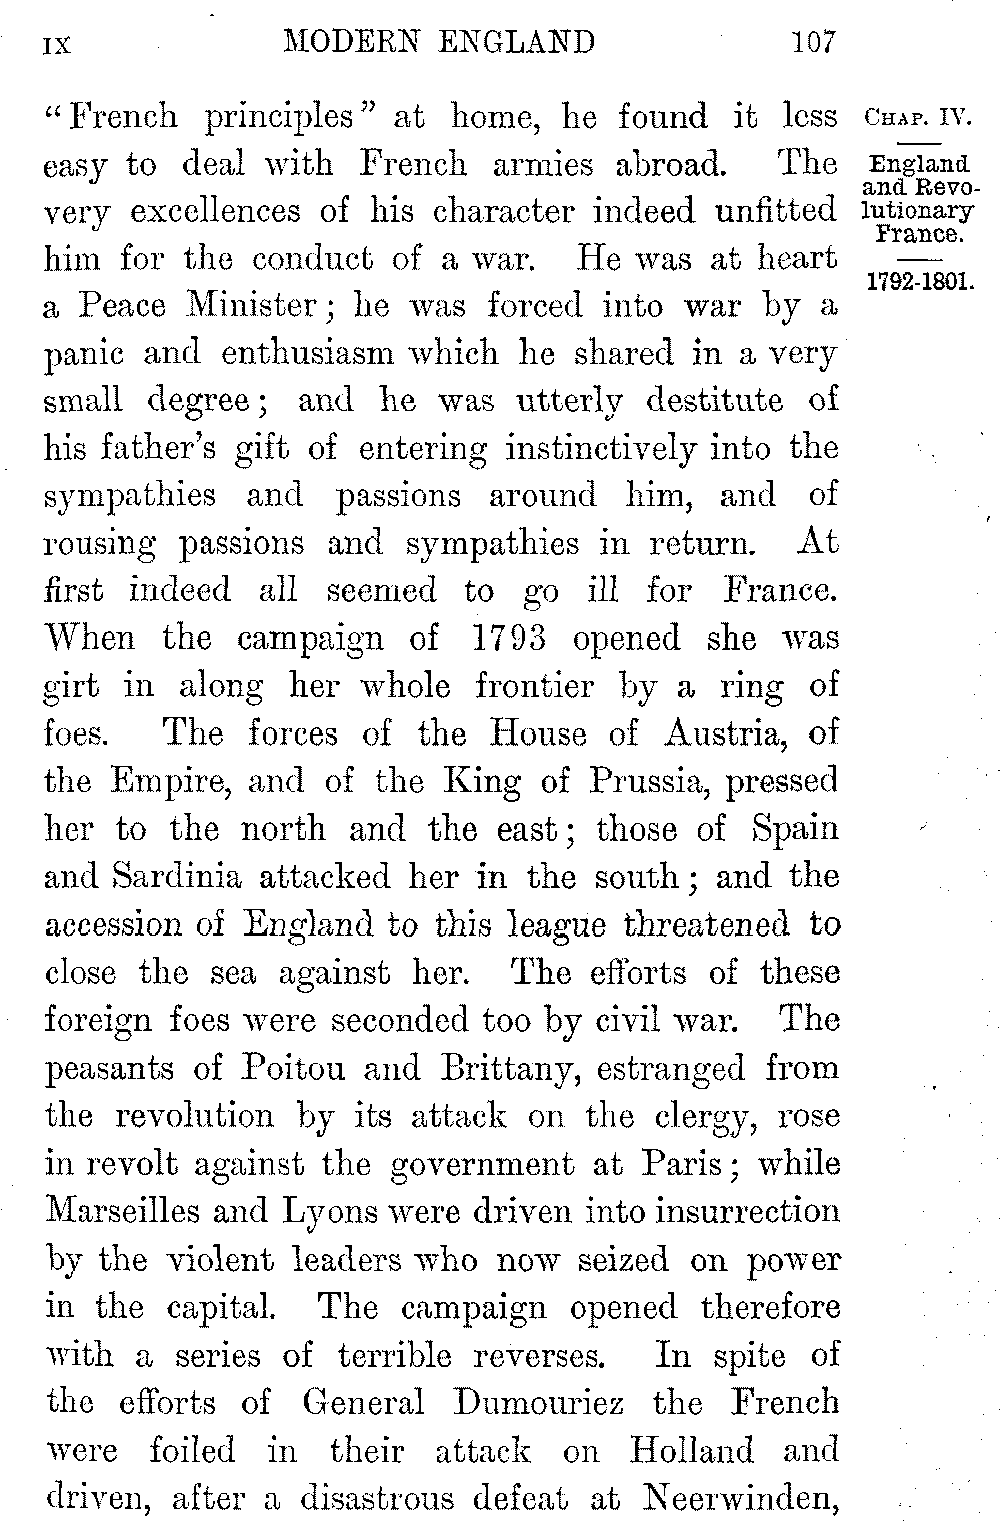 IX MODERN ENGLAND 107
"French principles" at home, he found it less
easy to deal with French armies abroad. The
very excellences of his character indeed unfitted
him for the conduct of a war. He was at heart
a Peace Minister; he was forced into war by a
panic and enthusiasm which he shared in a very
small degree; and he was utterly destitute of
his father's gift of entering instinctively into the
sympathies and passions around him, and of
rousing passions and sympathies in return. At
first indeed all seemed to go ill for France.
When the campaign of 1793 opened she was
girt in along her whole frontier by a ring of
foes. The forces of the House of Austria, of
the Empire, and of the King of Prussia, pressed
her to the north and the east; those of Spain
and Sardinia attacked her in the south; and the
accession of England to this league threatened to
close the sea against her. The efforts of these
foreign foes were seconded too by civil war. The
peasants of Poitou and Brittany, estranged from
the revolution by its attack on the clergy, rose
in revolt against the government at Paris; while
Marseilles and Lyons were driven into insurrection
by the violent leaders who now seized on power
in the capital. The campaign opened therefore
with a series of terrible reverses. In spite of
the efforts of General Dumouriez the French
were foiled in their attack on Holland and
driven, after a disastrous defeat at Neerwinden,
CHAP. IV.
England
and Revo-
lutionary
France.
1792-1801.